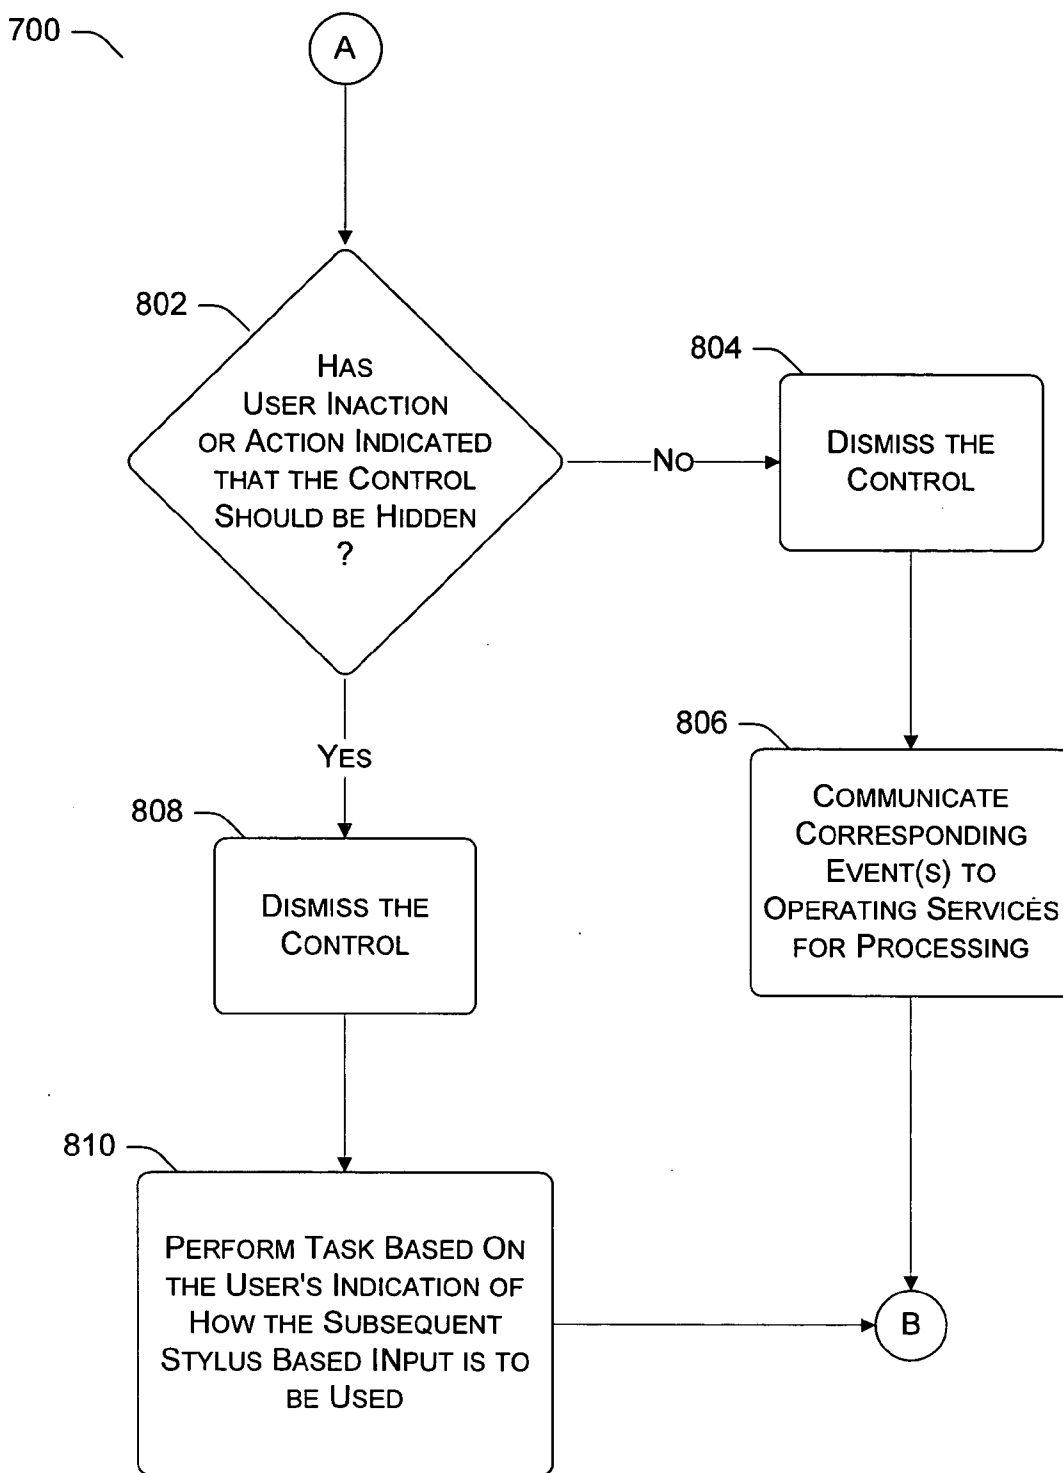 700
A
802
HAS
USER INACTION
OR ACTION INDICATED
THAT THE CONTROL
SHOULD BE HIDDEN
?
NO
804
DISMISS THE
CONTROL
806
COMMUNICATE
CORRESPONDING
EVENT(S) TO
OPERATING SERVICES
FOR PROCESSING
YES
808
DISMISS THE
CONTROL
810
PERFORM TASK BASED ON
THE USER'S INDICATION OF
HOW THE SUBSEQUENT
STYLUS BASED INPUT IS TO
BE USED
B